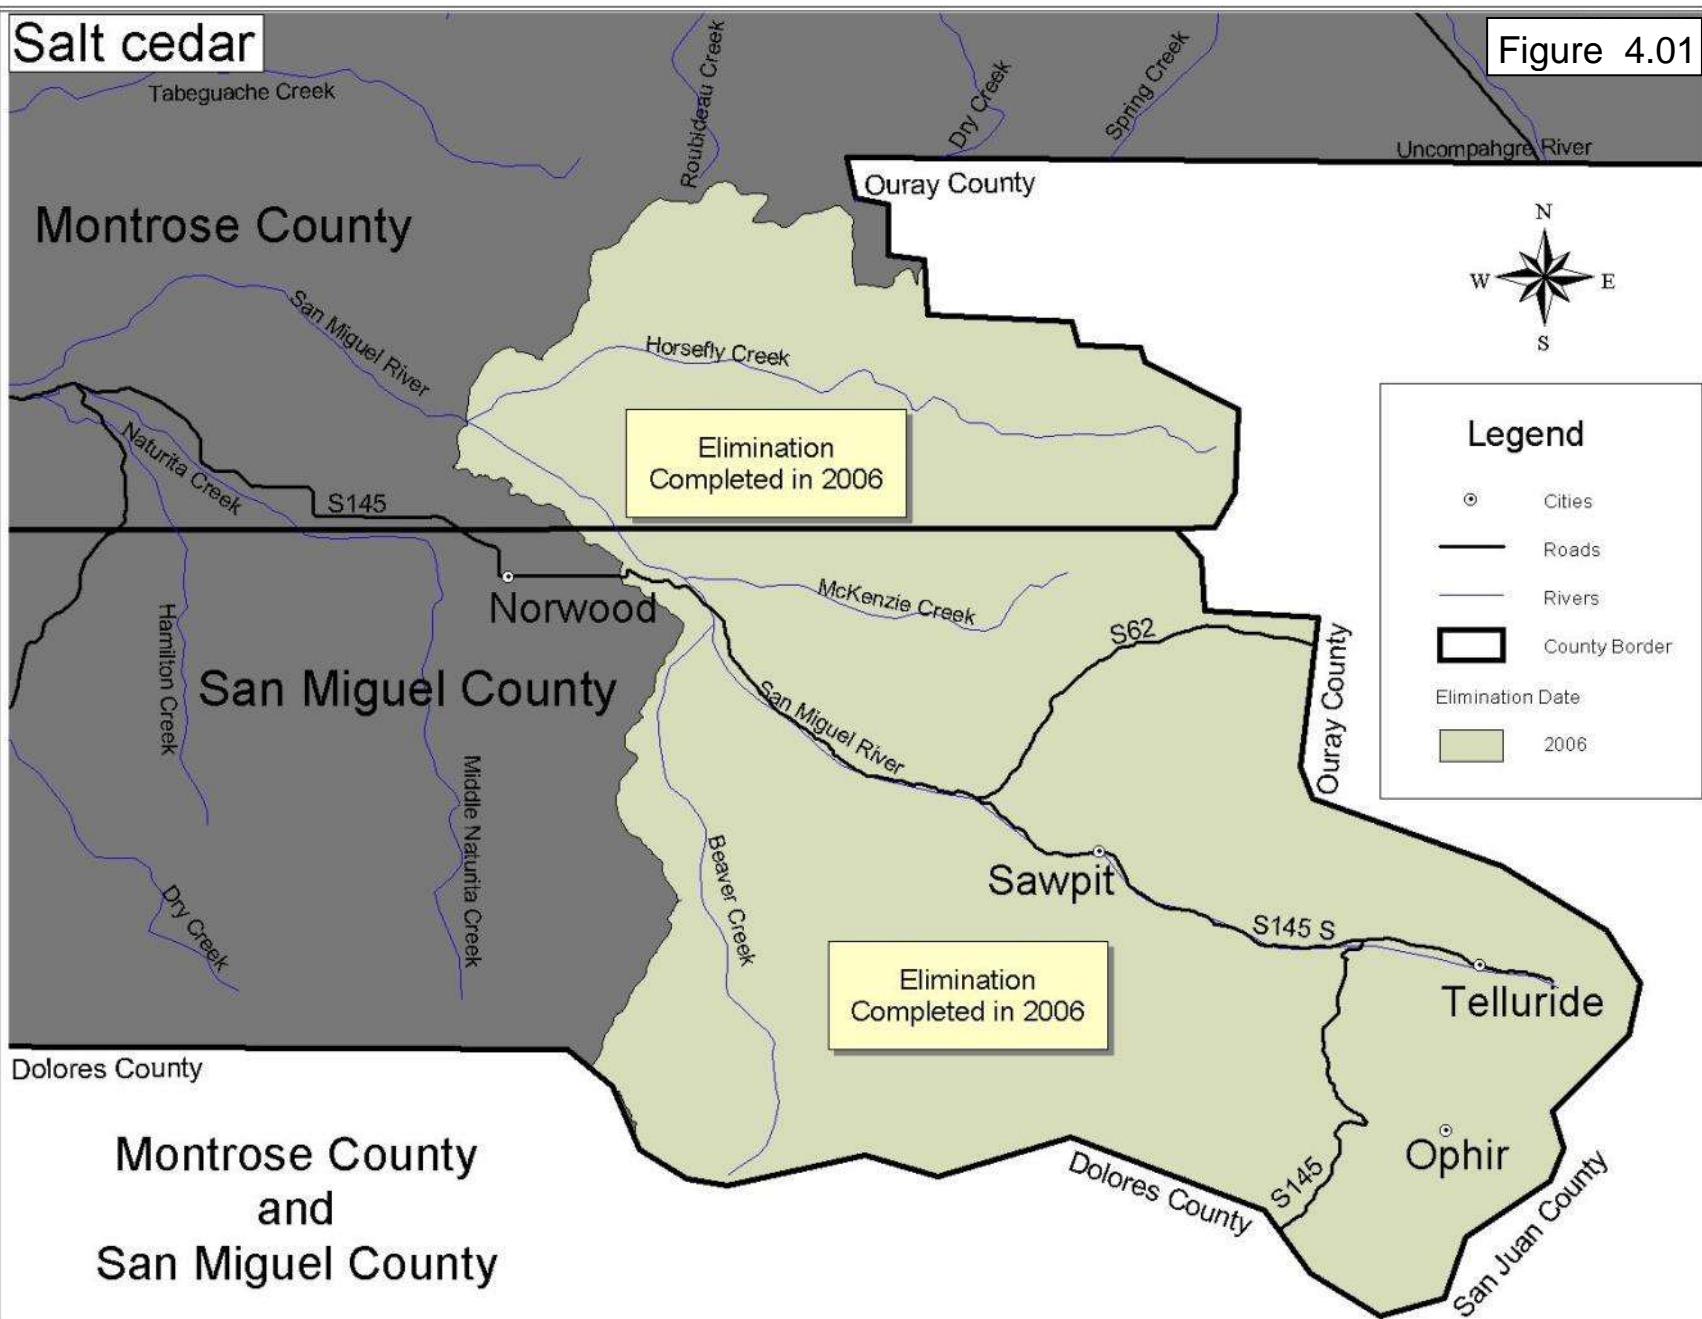 Salt cedar
Figure 4.01
Tabeguache Creek
Roubideau Creek
Dry Creek
Spring Creek
Uncompahgre River
Ouray County
Montrose County
N
W E
S
San Miguel River
Horsefly Creek
Elimination
Completed in 2006
Naturita Creek
S145
Legend
Cities
Roads
Rivers
County Border
Elimination Date
2006
Norwood
McKenzie Creek
S62
Ouray County
Hamilton Creek
San Miguel County
San Miguel River
Middle Naturita Creek
Beaver Creek
Sawpit
Dry Creek
S145 S
Elimination
Completed in 2006
Telluride
Dolores County
Ophir
Dolores County
S145
San Juan County
Montrose County
and
San Miguel County